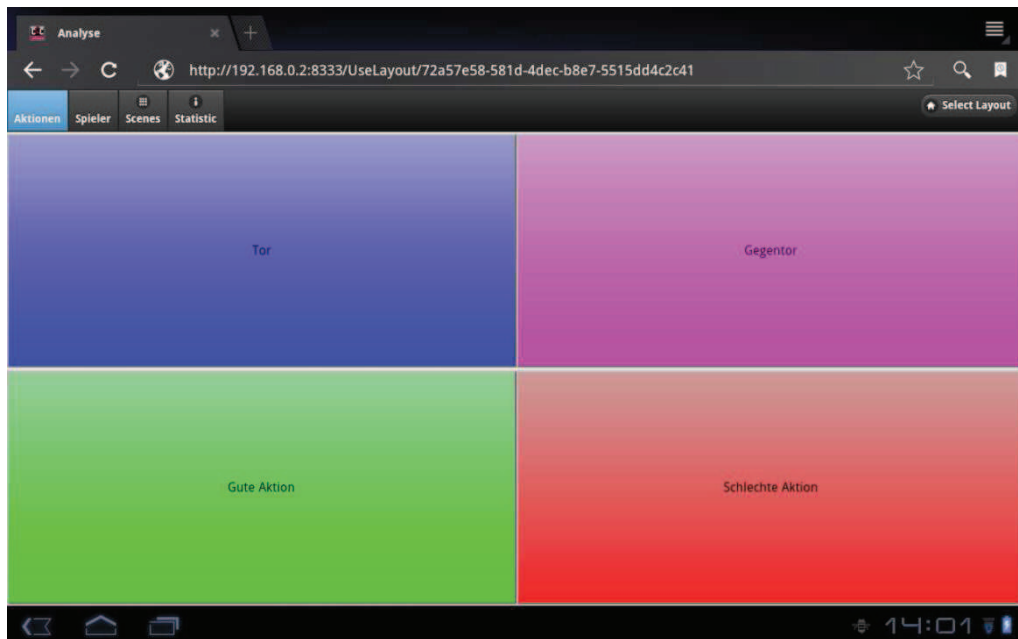 Analyse
http://192.168.0.2:8333/UseLayout/72a57e58-581d-4dec-b8e7-5515dd4c2c41
Aktionen Spieler Scenes Statistic Select Layout
Tor Gegentor
Gute Aktion Schlechte Aktion
14:01